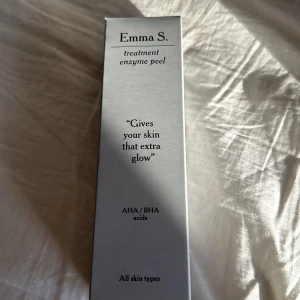 Emma S.
treatment
enzyme peel
“Gives
your skin
that extra
glow”
AHA / BHA
acids
All skin types